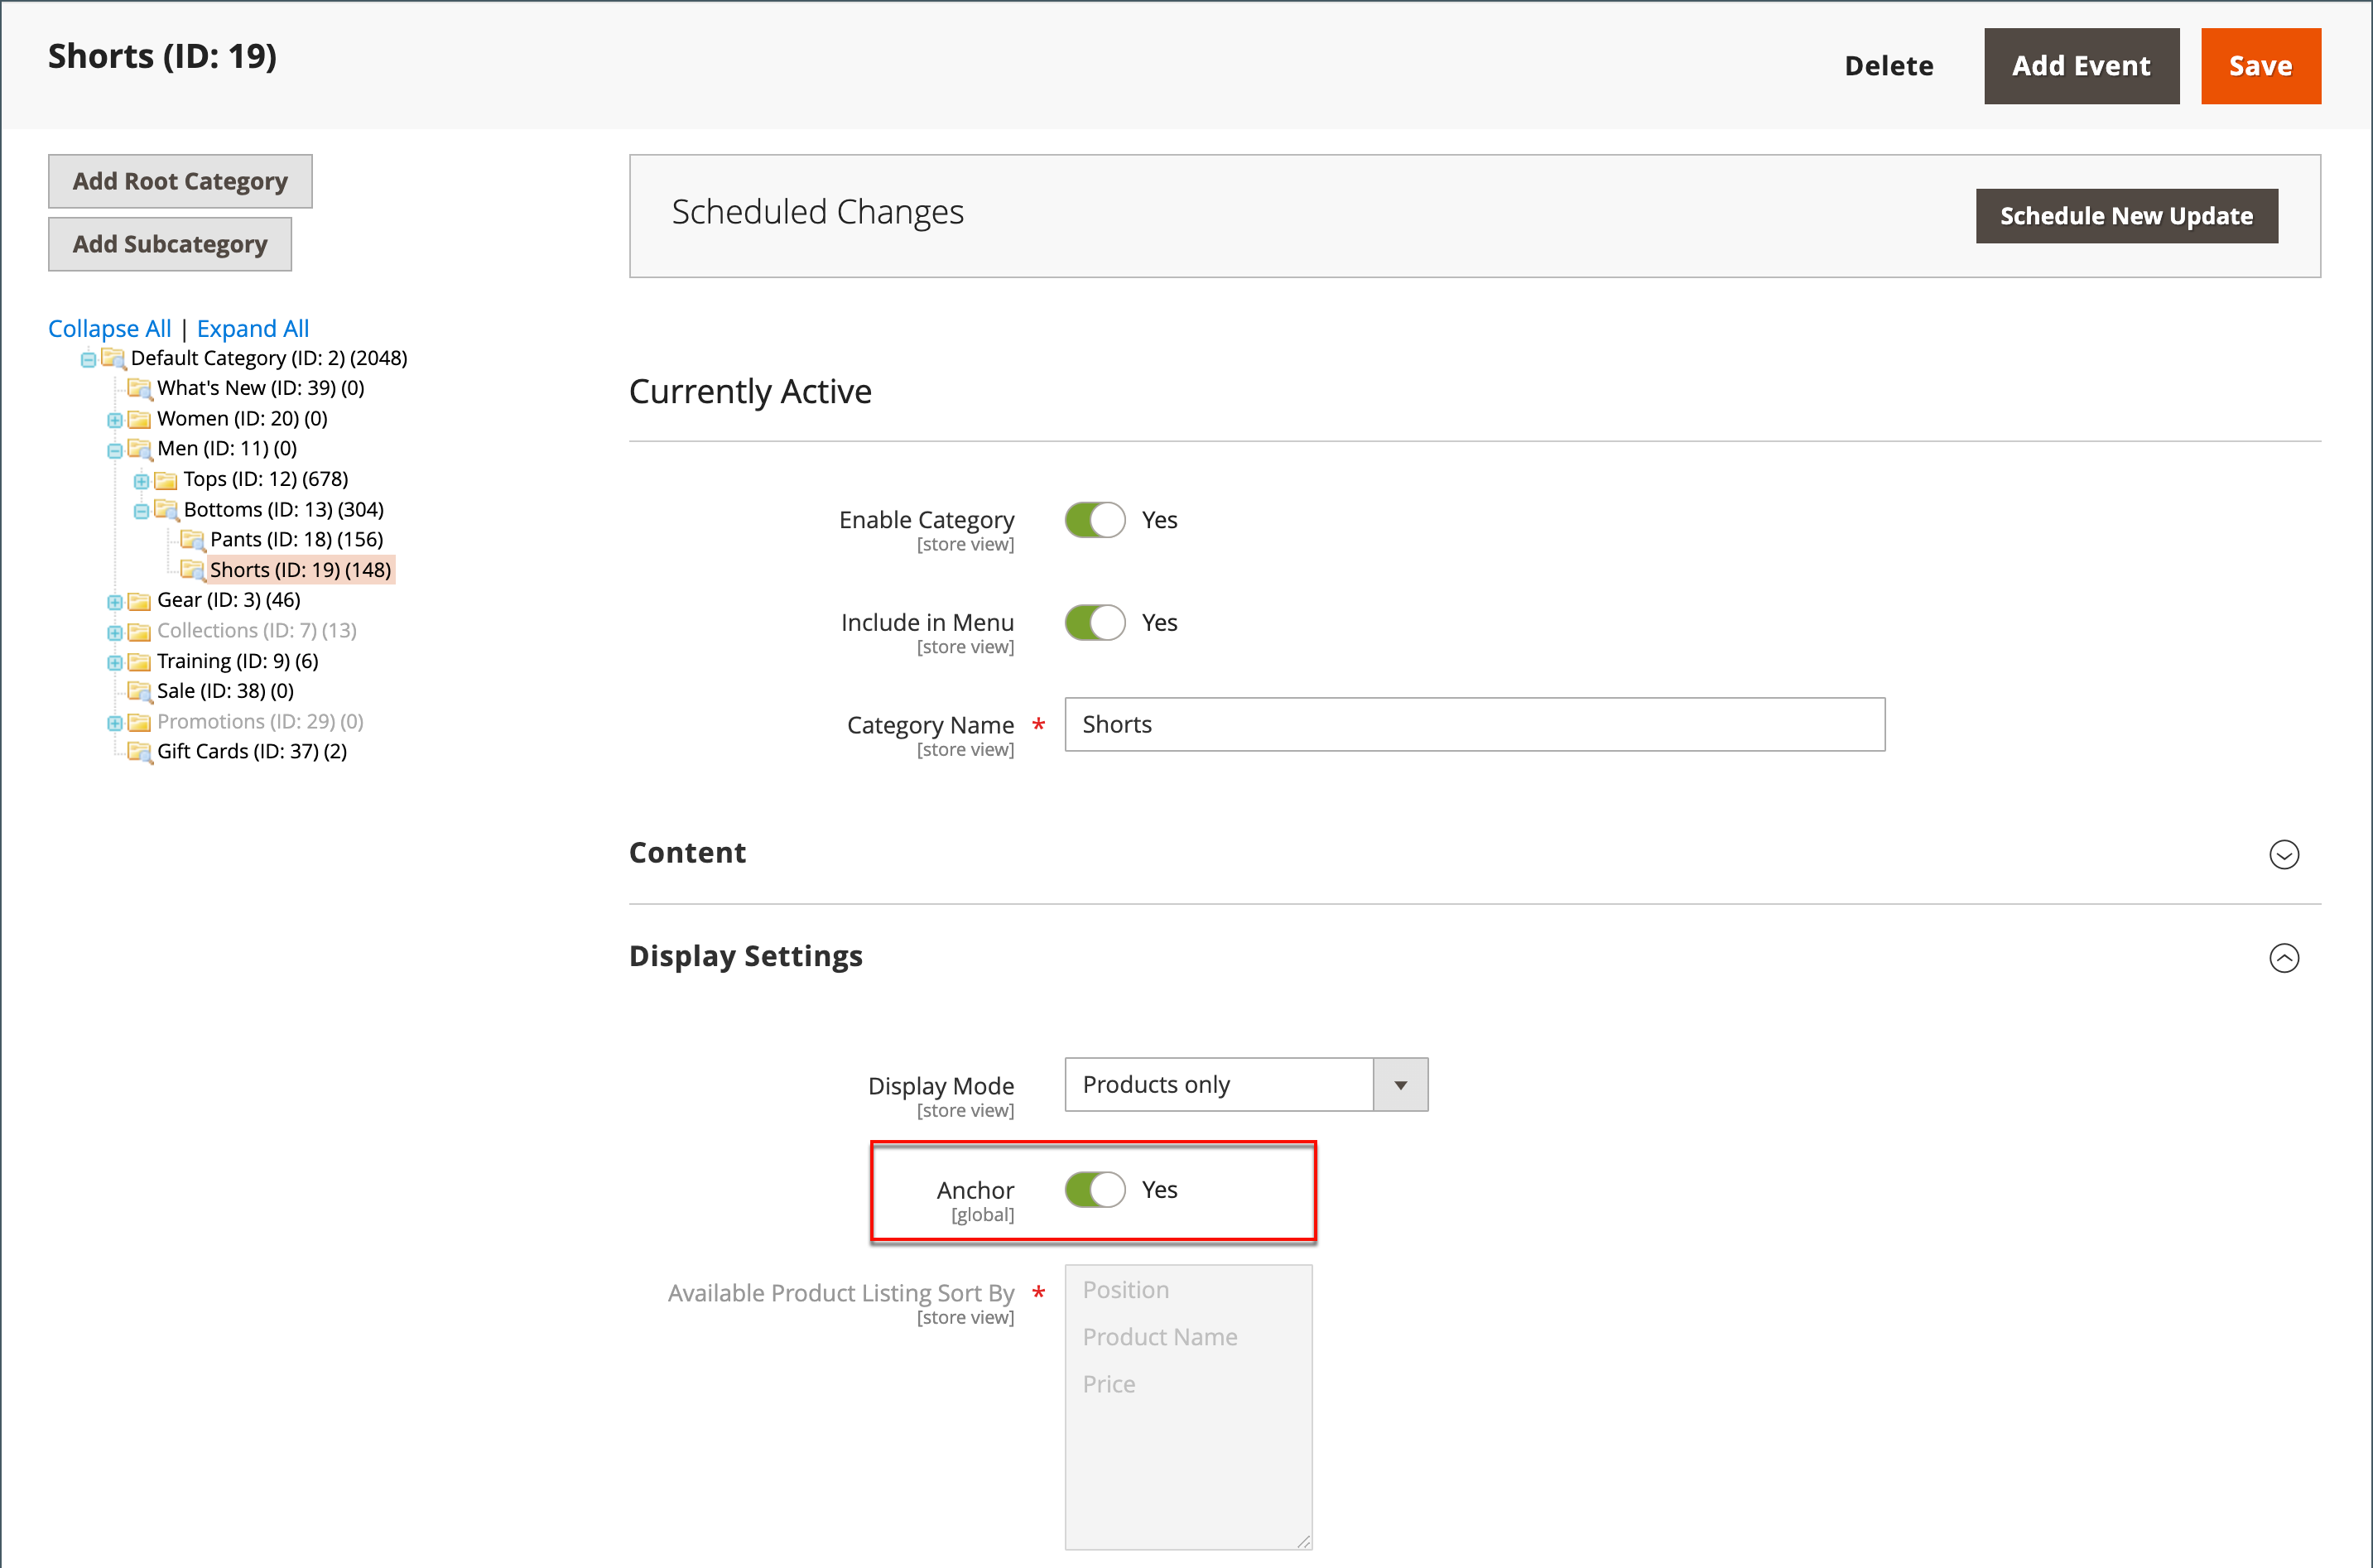 Shorts (ID: 19)
Delete
Add Event
Save
Add Root Category
Add Subcategory
Collapse All | Expand All
Default Category (ID: 2) (2048)
What's New (ID: 39) (0)
Women (ID: 20) (0)
Men (ID: 11) (0)
Tops (ID: 12) (678)
Bottoms (ID: 13) (304)
Pants (ID: 18) (156)
Shorts (ID: 19) (148)
Gear (ID: 3) (46)
Collections (ID: 7) (13)
Training (ID: 9) (6)
Sale (ID: 38) (0)
Promotions (ID: 29) (0)
Gift Cards (ID: 37) (2)
Scheduled Changes
Schedule New Update
Currently Active
Enable Category
[store view]
Yes
Include in Menu
[store view]
Yes
Category Name *
[store view]
Shorts
Content
Display Settings
Display Mode
[store view]
Products only
Anchor
[global]
Yes
Available Product Listing Sort By *
[store view]
Position
Product Name
Price